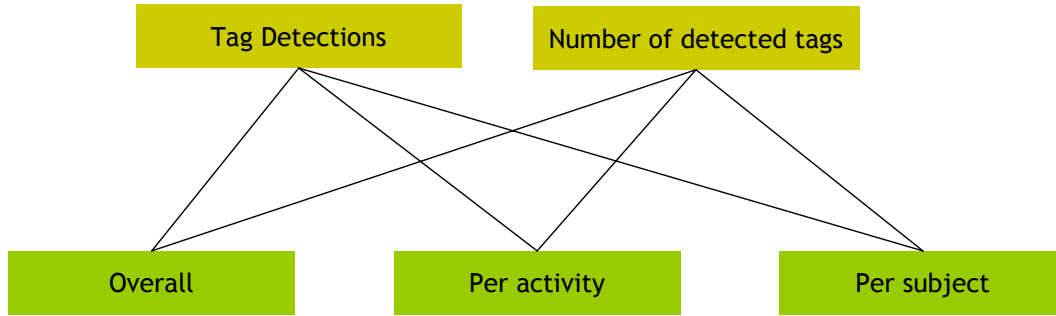 Tag Detections
Number of detected tags
Overall
Per activity
Per subject